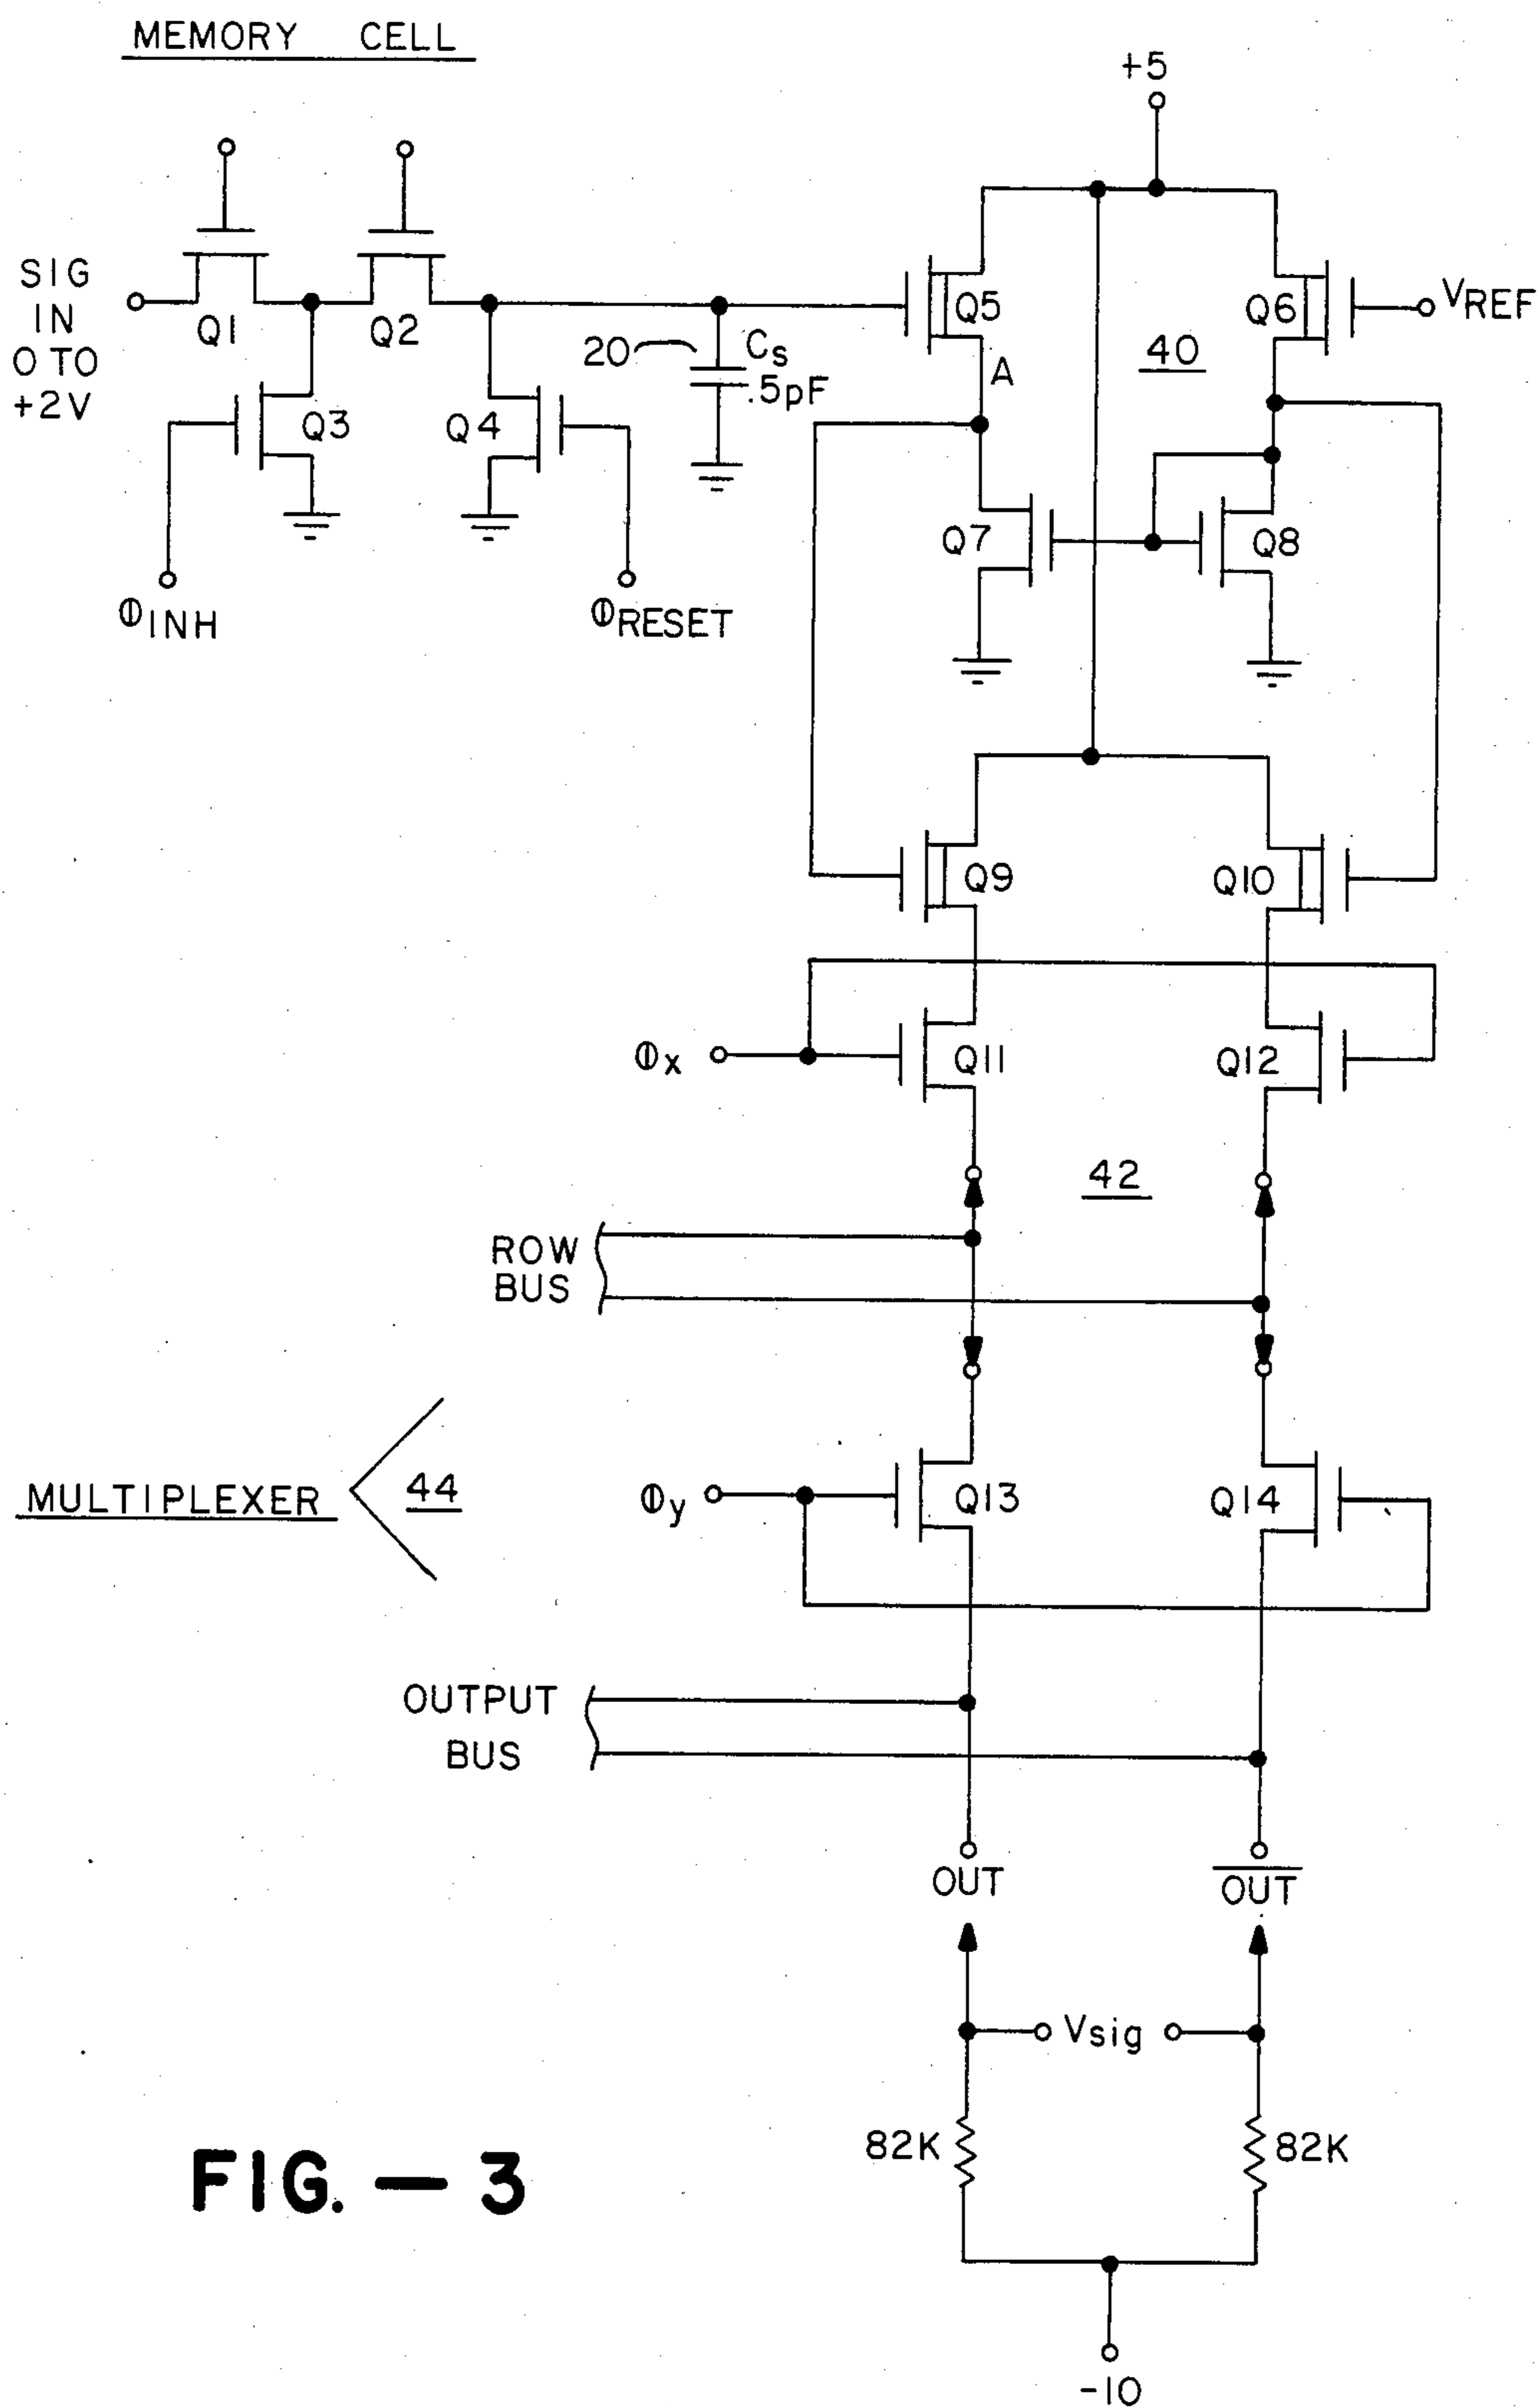 MEMORY CELL
+5
SIG
IN
0 TO
+2V
Q1
Q2
Q3
Q4
20
Cs
.5pF
ΦINH
ΦRESET
Q5
Q6
VREF
40
A
Q7
Q8
Q9
Q10
Φx
Q11
Q12
42
ROW
BUS
MULTIPLEXER
44
Φy
Q13
Q14
OUTPUT
BUS
OUT
OUT
Vsig
82K
82K
FIG.—3
-10